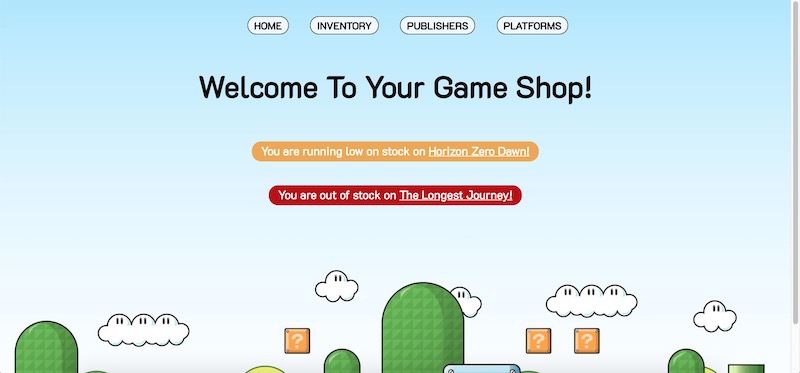 HOME INVENTORY PUBLISHERS PLATFORMS
Welcome To Your Game Shop!
You are running low on stock on Horizon Zero Dawn!
You are out of stock on The Longest Journey!
? ? ?